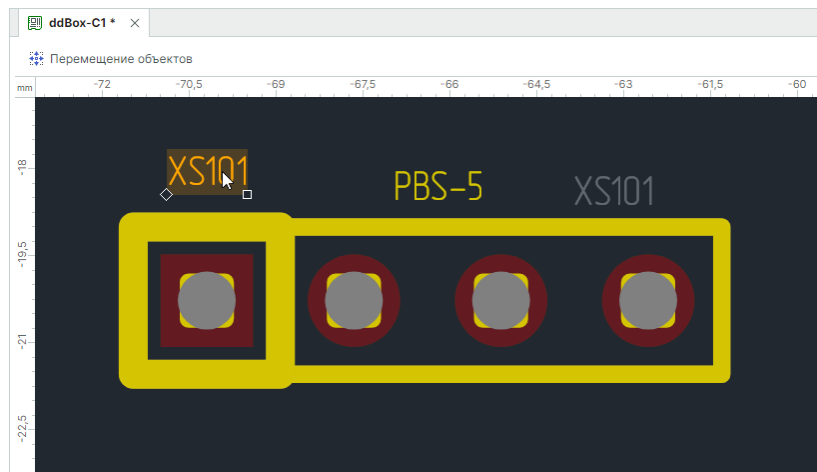 ddBox-C1 *
Перемещение объектов
mm
-72 -70,5 -69 -67,5 -66 -64,5 -63 -61,5 -60
-18
XS101
PBS-5
XS101
-19,5
-21
-22,5